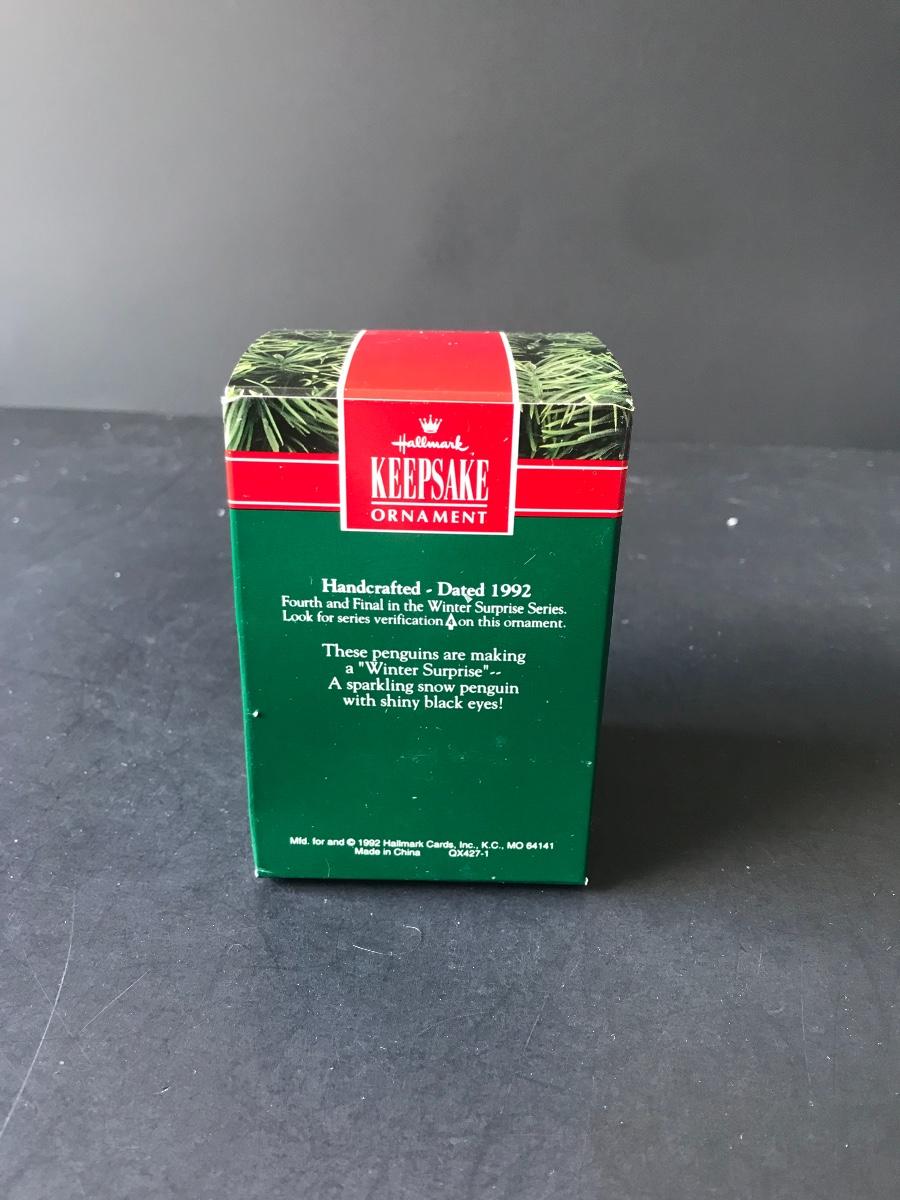 Hallmark
KEEPSAKE
ORNAMENT
Handcrafted - Dated 1992
Fourth and Final in the Winter Surprise Series.
Look for series verification 4 on this ornament.
These penguins are making
a "Winter Surprise"--
A sparkling snow penguin
with shiny black eyes!
Mfd. for and © 1992 Hallmark Cards, Inc., K.C., MO 64141
Made in China QX427-1